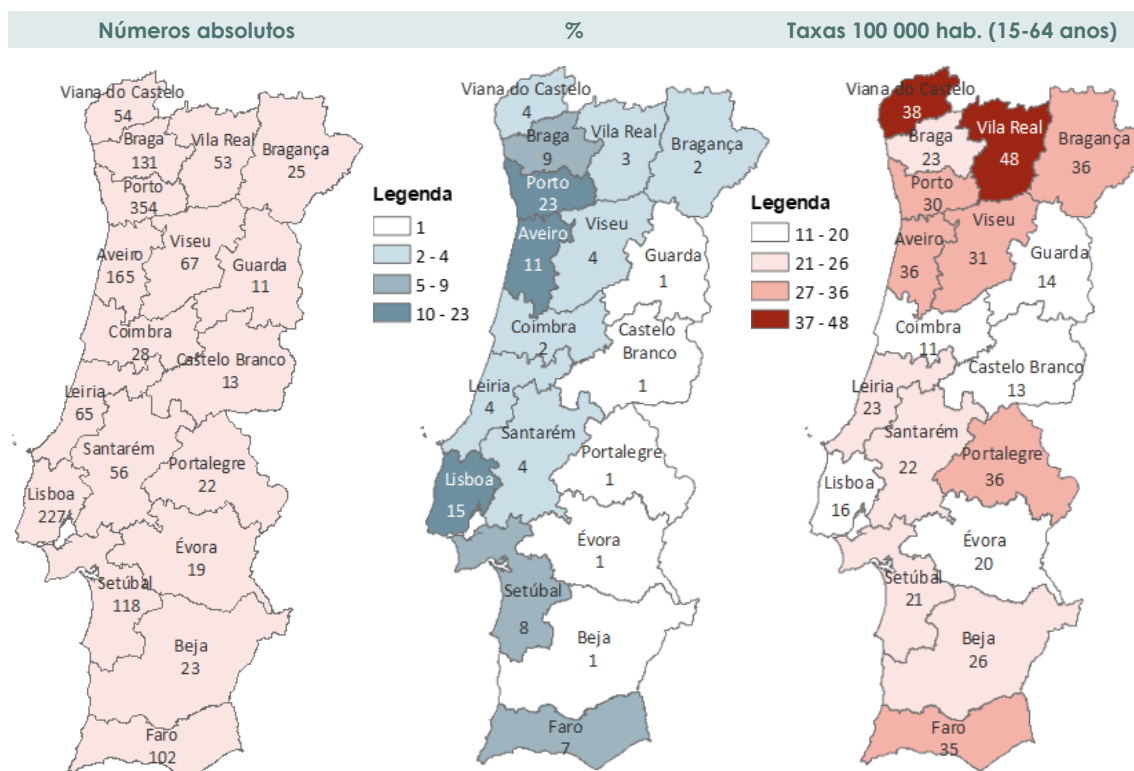 Números absolutos
%
Taxas 100 000 hab. (15-64 anos)
Viana do Castelo
54
Braga
131
Vila Real
53
Bragança
25
Porto
354
Aveiro
165
Viseu
67
Guarda
11
Coimbra
28
Castelo Branco
13
Leiria
65
Santarém
56
Portalegre
22
Lisboa
227
Évora
19
Setúbal
118
Beja
23
Faro
102
Legenda
1
2 - 4
5 - 9
10 - 23
Viana do Castelo
4
Braga
9
Vila Real
3
Bragança
2
Porto
23
Aveiro
11
Viseu
4
Guarda
1
Coimbra
2
Castelo
Branco
1
Leiria
4
Santarém
4
Portalegre
1
Lisboa
15
Évora
1
Setúbal
8
Beja
1
Faro
7
Legenda
11 - 20
21 - 26
27 - 36
37 - 48
Viana do Castelo
38
Braga
23
Vila Real
48
Bragança
36
Porto
30
Aveiro
36
Viseu
31
Guarda
14
Coimbra
11
Castelo Branco
13
Leiria
23
Santarém
22
Portalegre
36
Lisboa
16
Évora
20
Setúbal
21
Beja
26
Faro
35